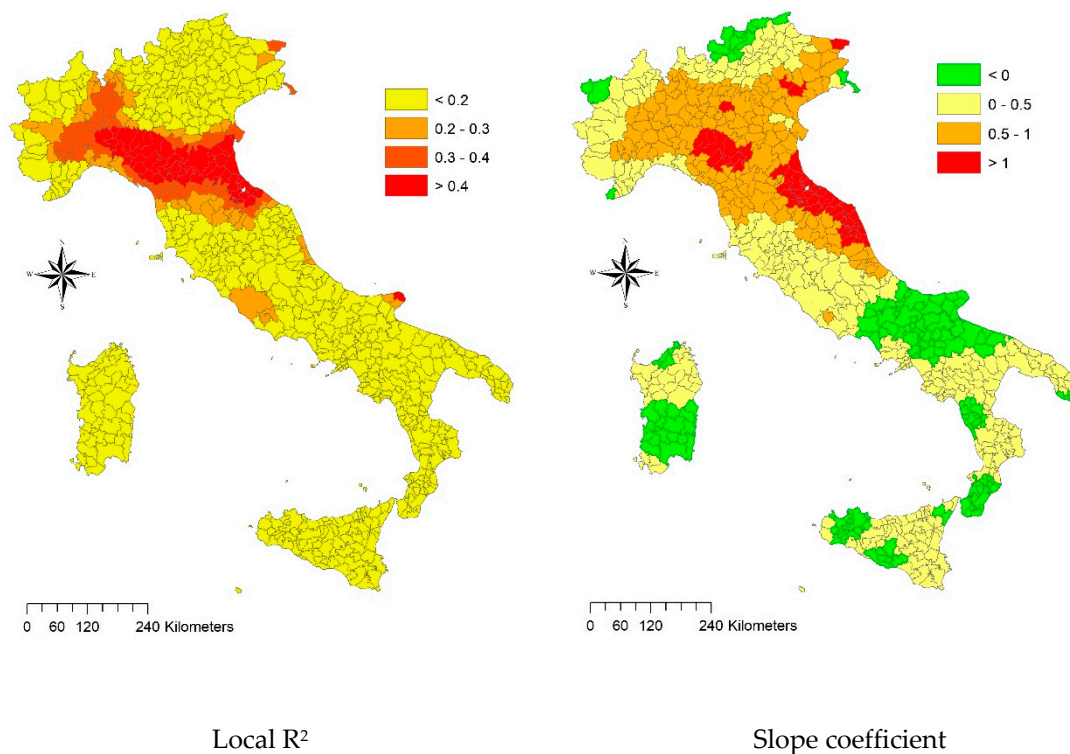 < 0.2
0.2 - 0.3
0.3 - 0.4
> 0.4
N
W E
S
0 60 120 240 Kilometers
Local R²
< 0
0 - 0.5
0.5 - 1
> 1
N
W E
S
0 60 120 240 Kilometers
Slope coefficient